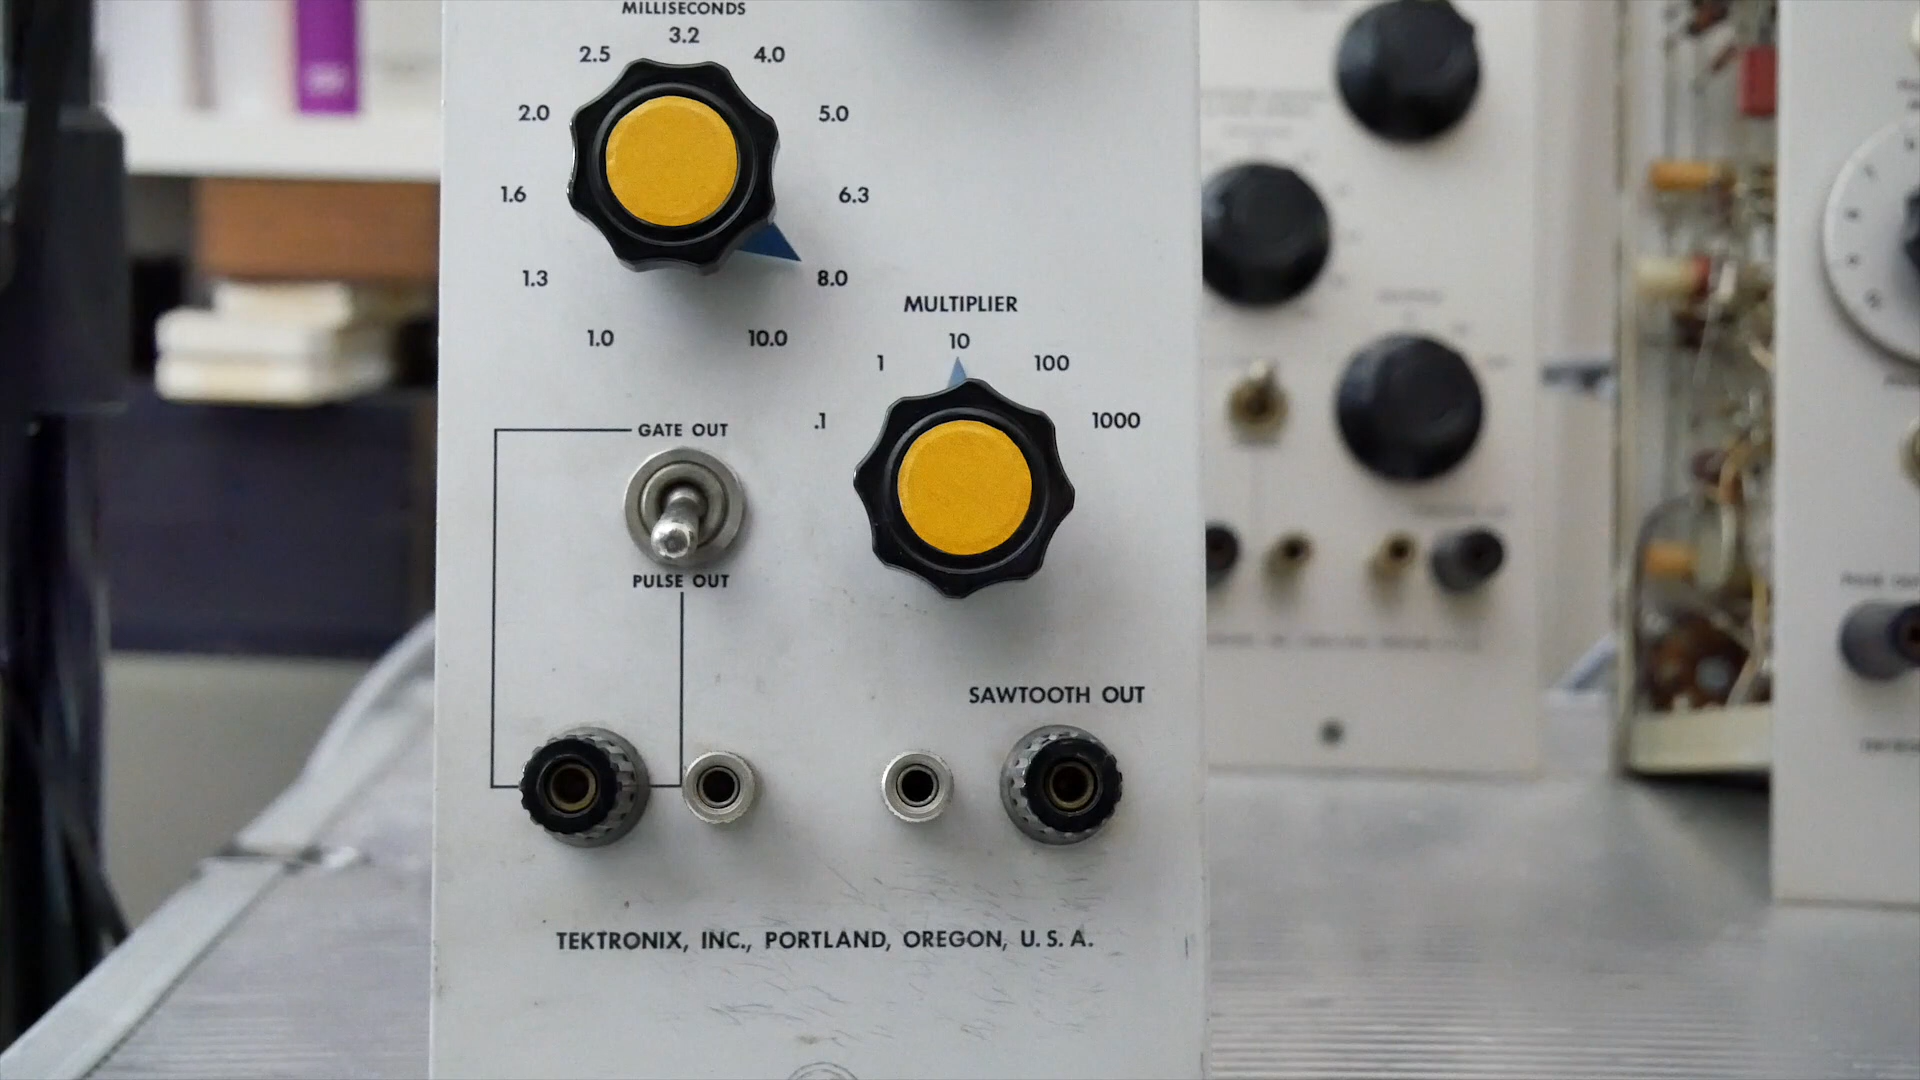 MILLISECONDS
3.2
2.5 4.0
2.0 5.0
1.6 6.3
1.3 8.0
1.0 10.0
MULTIPLIER
10
1 100
.1 1000
GATE OUT
PULSE OUT
SAWTOOTH OUT
TEKTRONIX, INC., PORTLAND, OREGON, U. S. A.